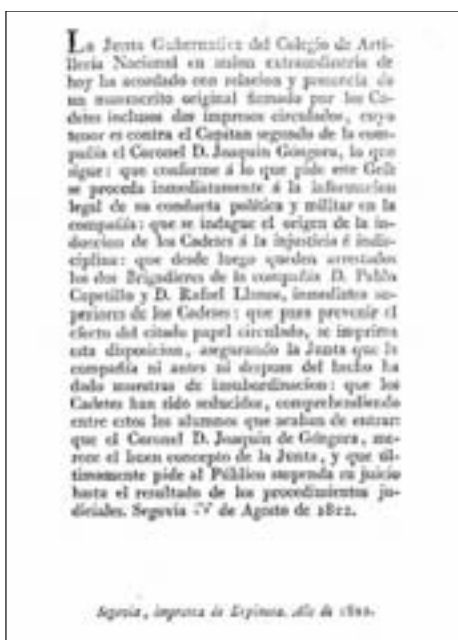 La Junta Gubernativa del Colegio de Arti-
lleria Nacional en sesion extraordinaria de
hoy ha acordado con relacion y presencia de
un manuscrito original firmado por los Ca-
detes inclusos dos impresos circulados, cuyo
tenor es contra el Capitan segundo de la com-
pañía el Coronel D. Joaquin Góngora, lo que
sigue: que conforme á lo que pide este Gefe
se proceda inmediatamente á la informacion
legal de su conducta política y militar en la
compañía: que se indague el origen de la in-
duccion de los Cadetes á la injusticia é indis-
ciplina: que desde luego queden arrestados
los dos Brigadieres de la compañía D. Pablo
Capetillo y D. Rafael Llanos, inmediatos su-
periores de los Cadetes: que para prevenir el
efecto del citado papel circulado, se imprima
esta disposicion, asegurando la Junta que la
compañía ni antes ni despues del hecho ha
dado muestras de insubordinacion: que los
Cadetes han sido seducidos, comprehendiendo
entre estos los alumnos que acaban de entrar:
que el Coronel D. Joaquin de Góngora, me-
rece el buen concepto de la Junta, y que úl-
timamente pide al Público suspenda su juicio
hasta el resultado de los procedimientos ju-
diciales. Segovia de Agosto de 1822.
Segovia, imprenta de Espinosa. Año de 1822.